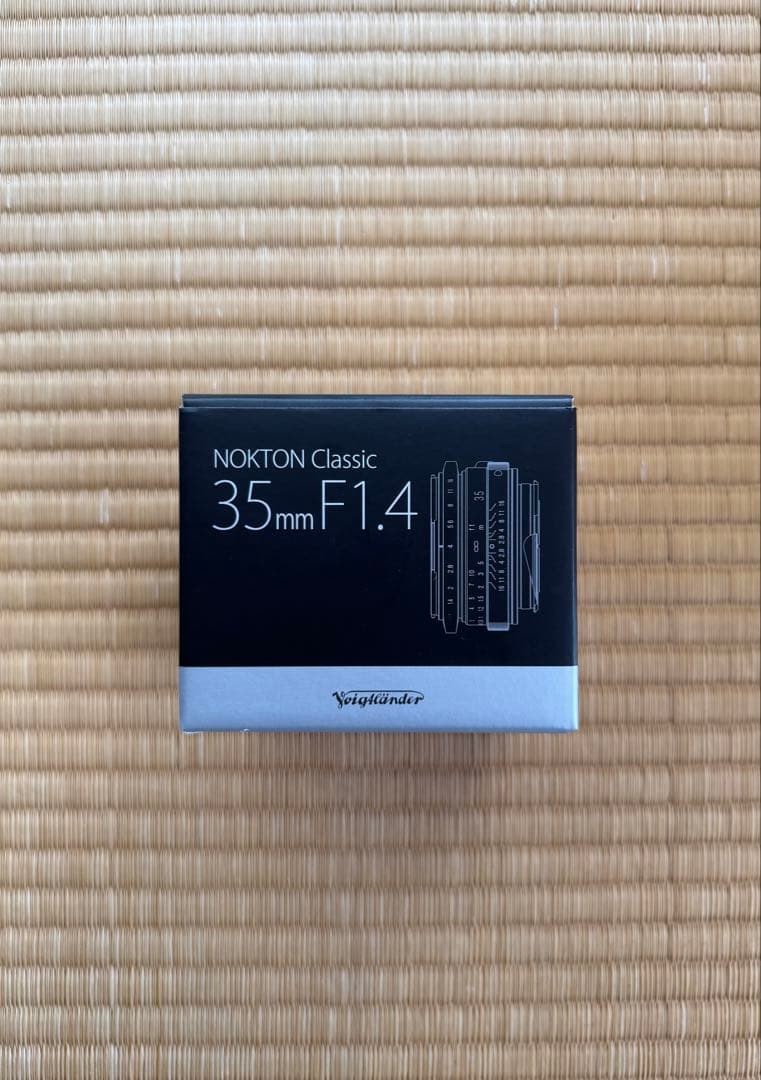 NOKTON Classic
35mm F1.4
Voigtländer